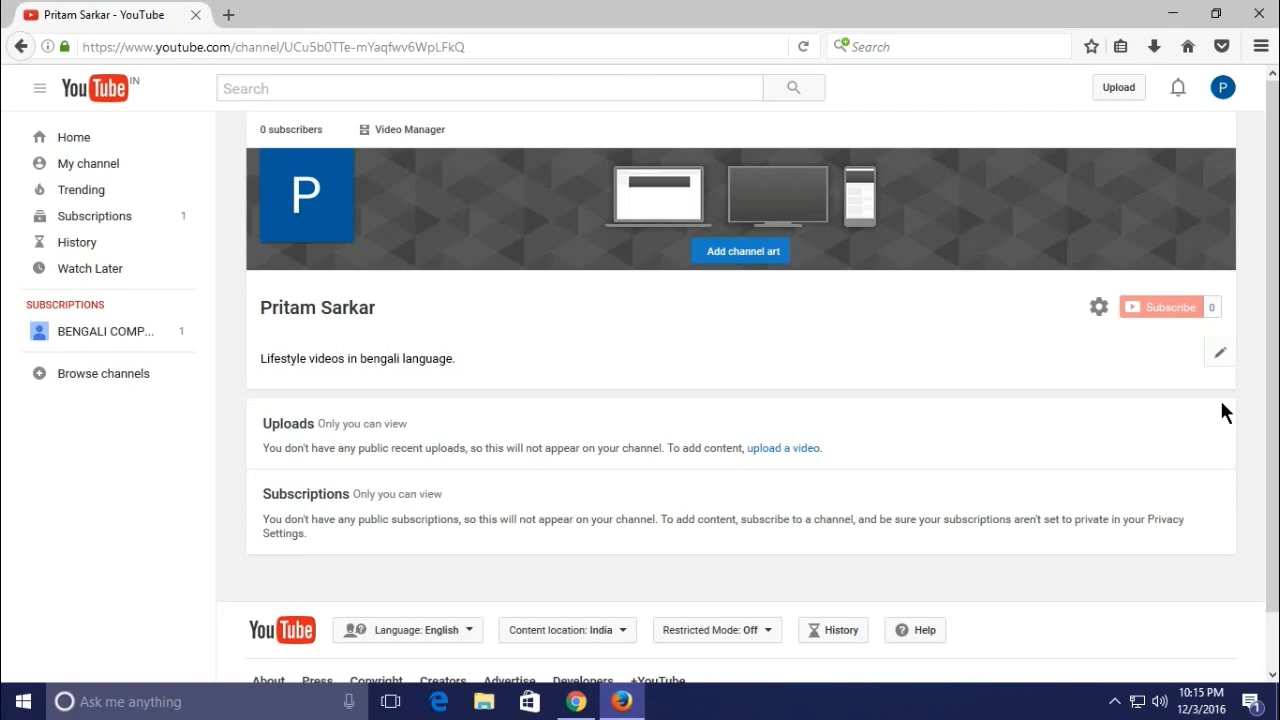 Pritam Sarkar - YouTube
https://www.youtube.com/channel/UCu5b0TTe-mYaqfwv6WpLFkQ
Search
YouTube IN
Search
Upload
P
Home
My channel
Trending
Subscriptions 1
History
Watch Later
SUBSCRIPTIONS
BENGALI COMP... 1
Browse channels
0 subscribers Video Manager
P
Add channel art
Pritam Sarkar
Subscribe 0
Lifestyle videos in bengali language.
Uploads Only you can view
You don't have any public recent uploads, so this will not appear on your channel. To add content, upload a video.
Subscriptions Only you can view
You don't have any public subscriptions, so this will not appear on your channel. To add content, subscribe to a channel, and be sure your subscriptions aren't set to private in your Privacy
Settings.
YouTube Language: English Content location: India Restricted Mode: Off History Help
About Press Copyright Creators Advertise Developers +YouTube
Ask me anything
10:15 PM
12/3/2016
1